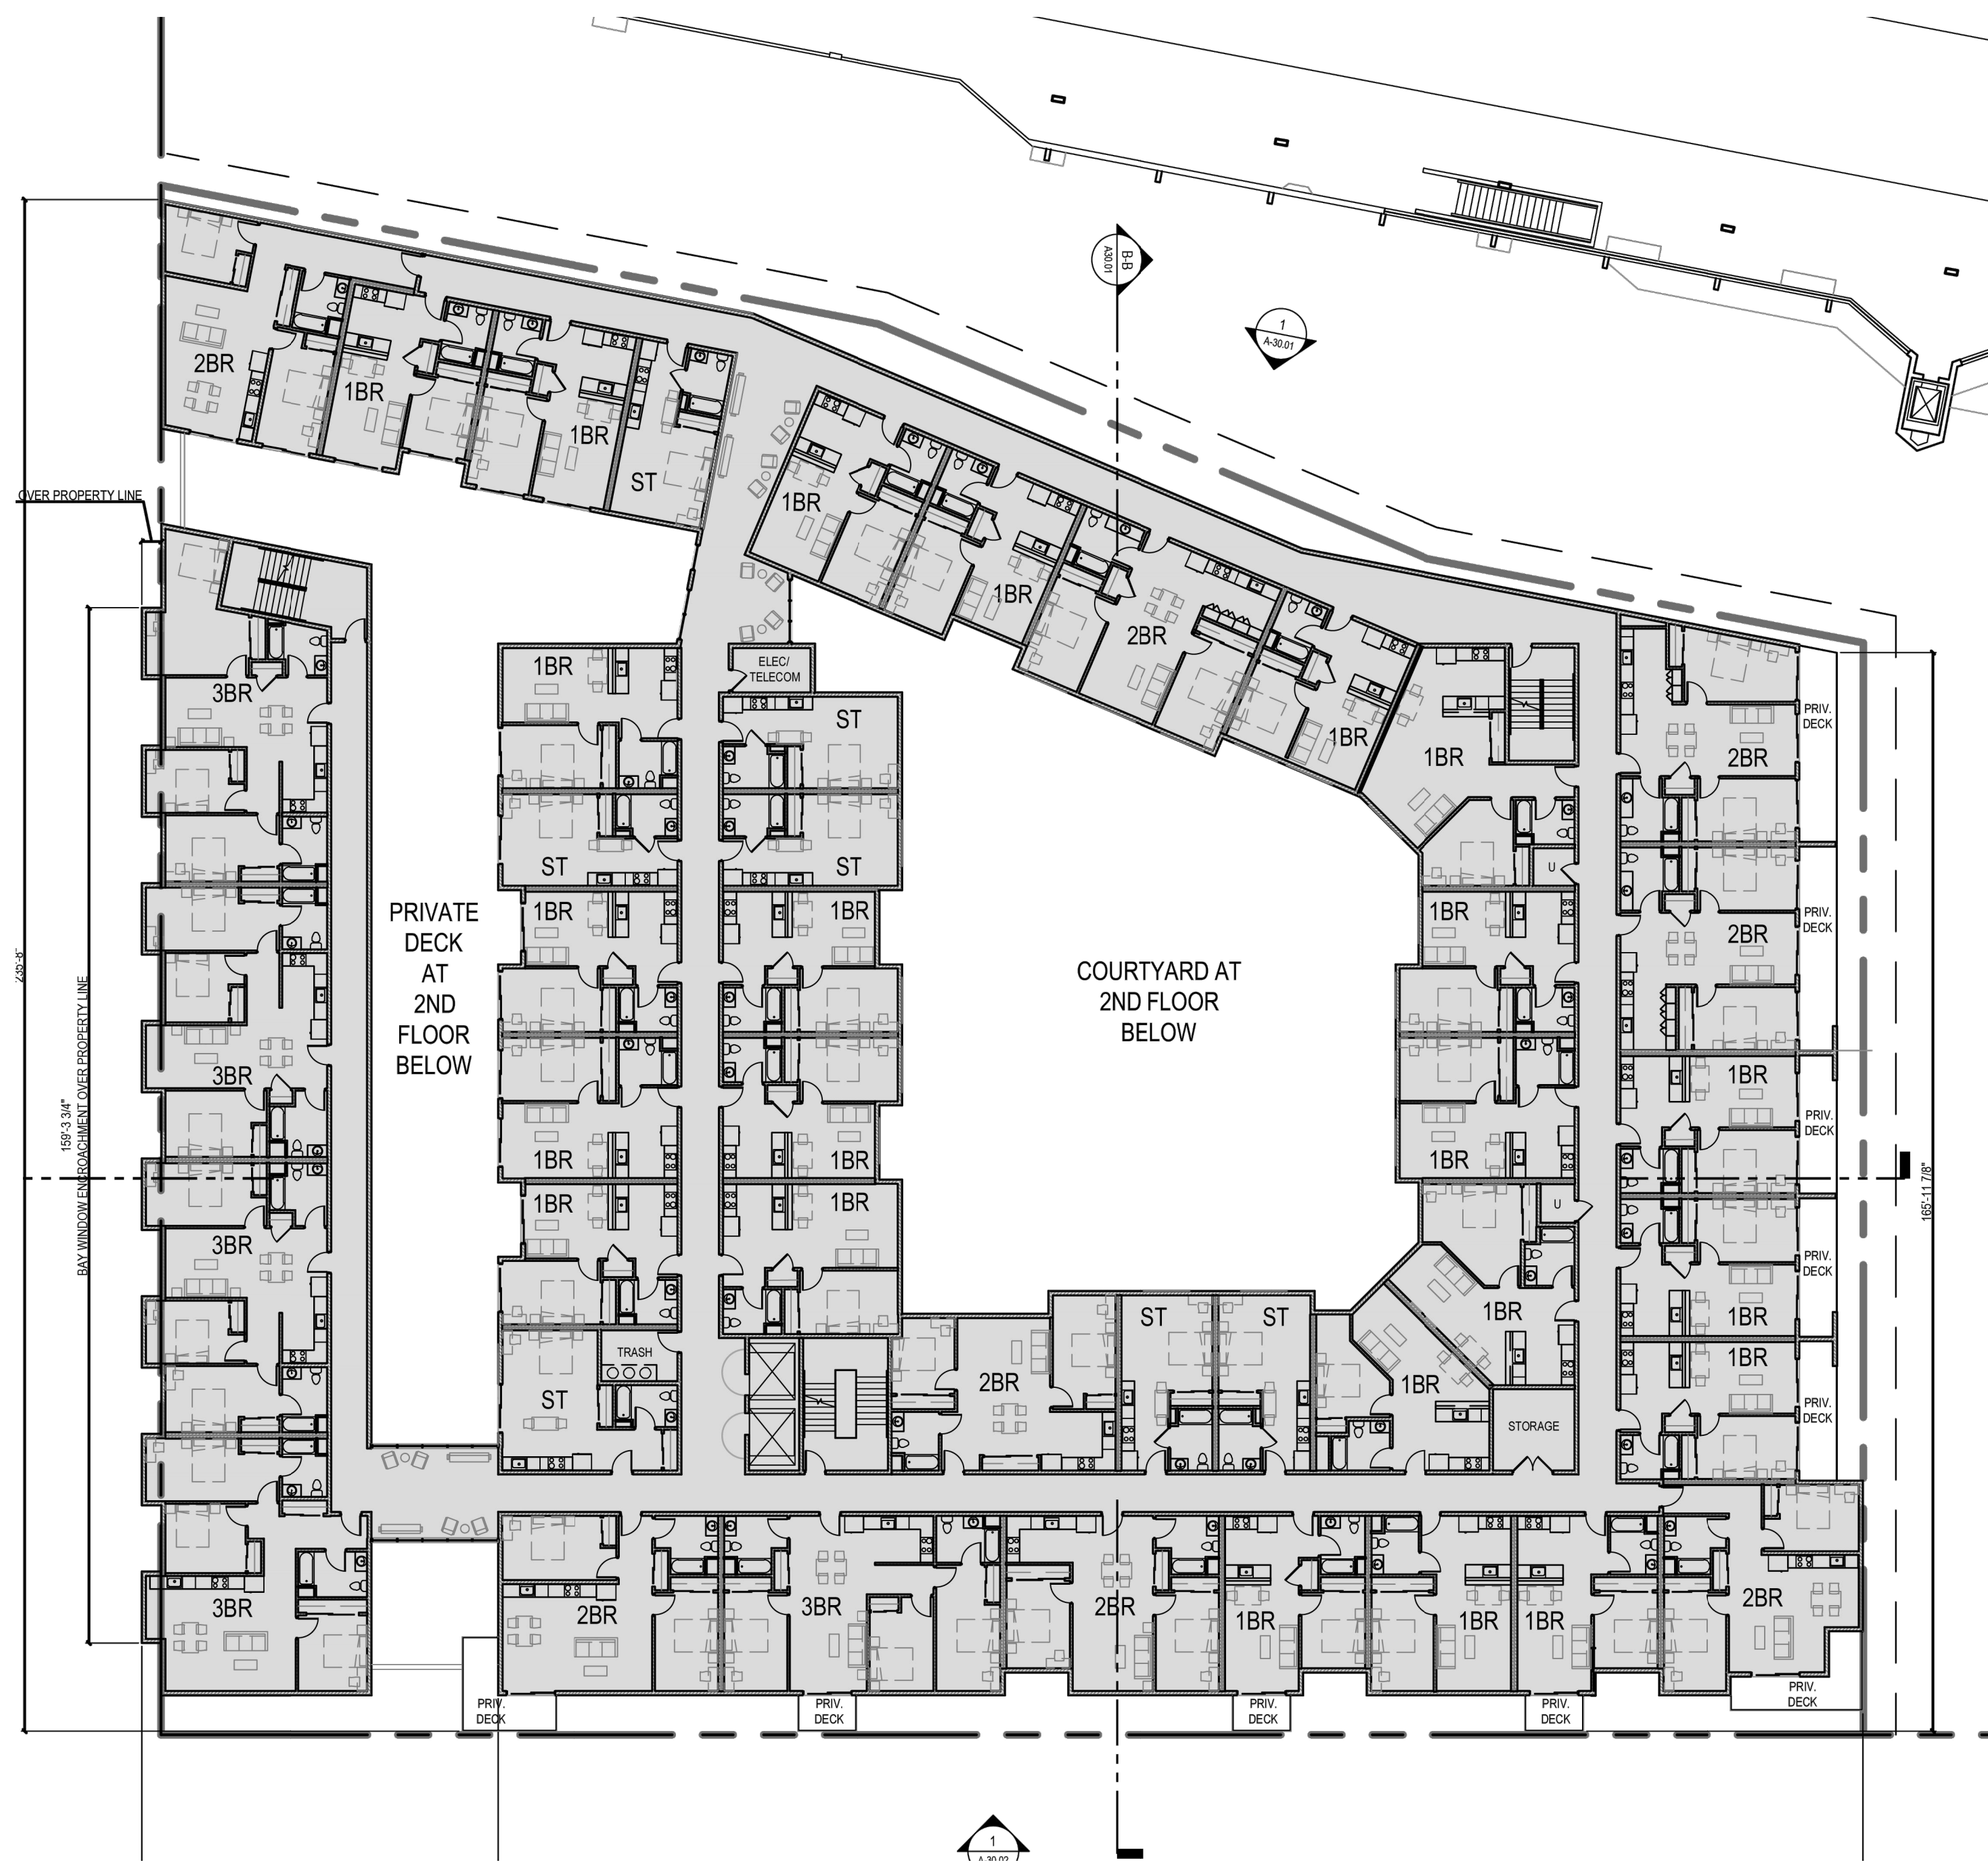 B-B
A30.01
1
A-30.01
2BR
1BR
1BR
ST
OVER PROPERTY LINE
1BR
1BR
2BR
1BR
1BR
3BR
1BR
ELEC/
TELECOM
ST
PRIV.
DECK
2BR
ST
ST
U
PRIVATE
DECK
AT
2ND
FLOOR
BELOW
1BR
1BR
1BR
PRIV.
DECK
2BR
COURTYARD AT
2ND FLOOR
BELOW
235'-8"
159'-3 3/4"
BAY WINDOW ENCROACHMENT OVER PROPERTY LINE
3BR
1BR
PRIV.
DECK
1BR
1BR
1BR
165'-11 7/8"
3BR
1BR
1BR
U
PRIV.
DECK
1BR
1BR
ST
ST
TRASH
2BR
1BR
1BR
ST
STORAGE
PRIV.
DECK
3BR
2BR
3BR
2BR
1BR
1BR
1BR
2BR
PRIV.
DECK
PRIV.
DECK
PRIV.
DECK
PRIV.
DECK
PRIV.
DECK
1
A-30.02